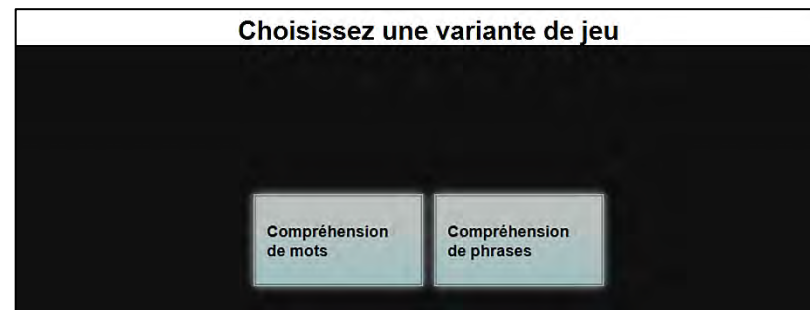 Choisissez une variante de jeu
Compréhension
de mots
Compréhension
de phrases